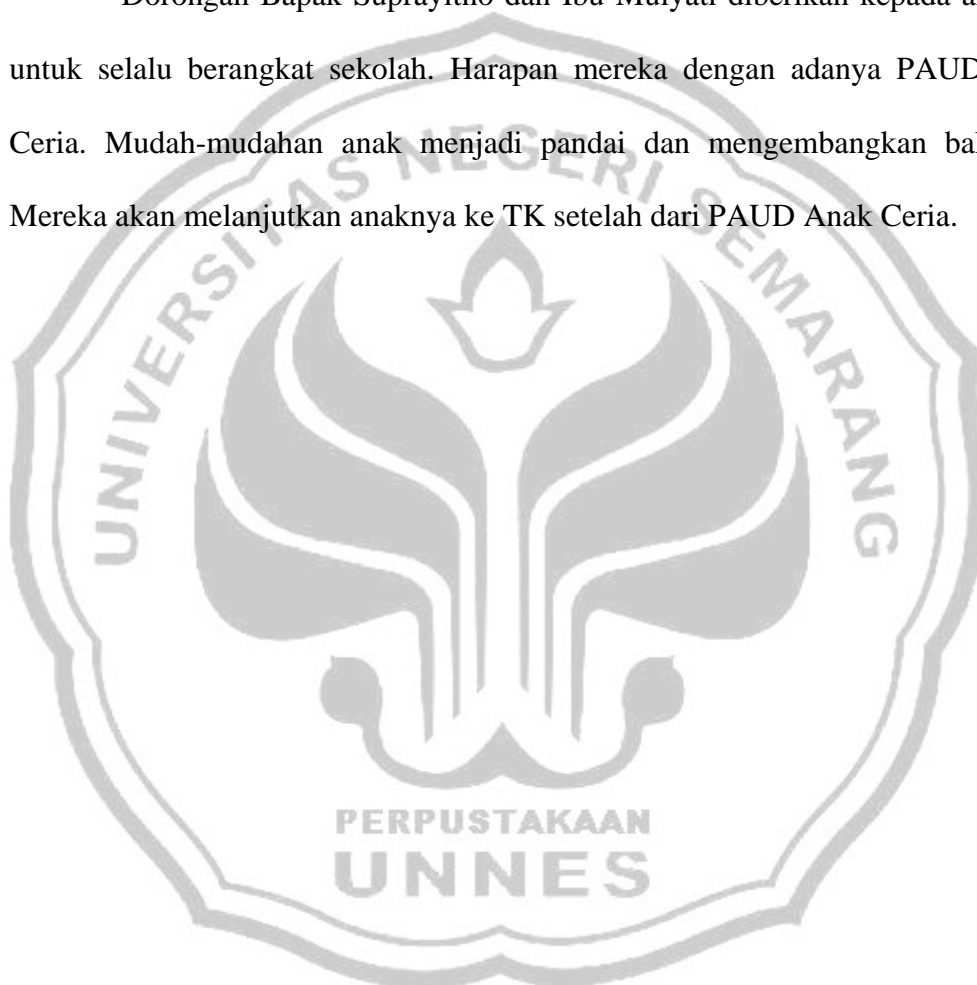 Dorongan Bapak Suprayitno dan Ibu Mulyati diberikan kepada
untuk selalu berangkat sekolah. Harapan mereka dengan adanya PAUD
Ceria. Mudah-mudahan anak menjadi pandai dan mengembangkan
Mereka akan melanjutkan anaknya ke TK setelah dari PAUD Anak Ceria.
UNIVERSITAS NEGERI SEMARANG
PERPUSTAKAAN
UNNES